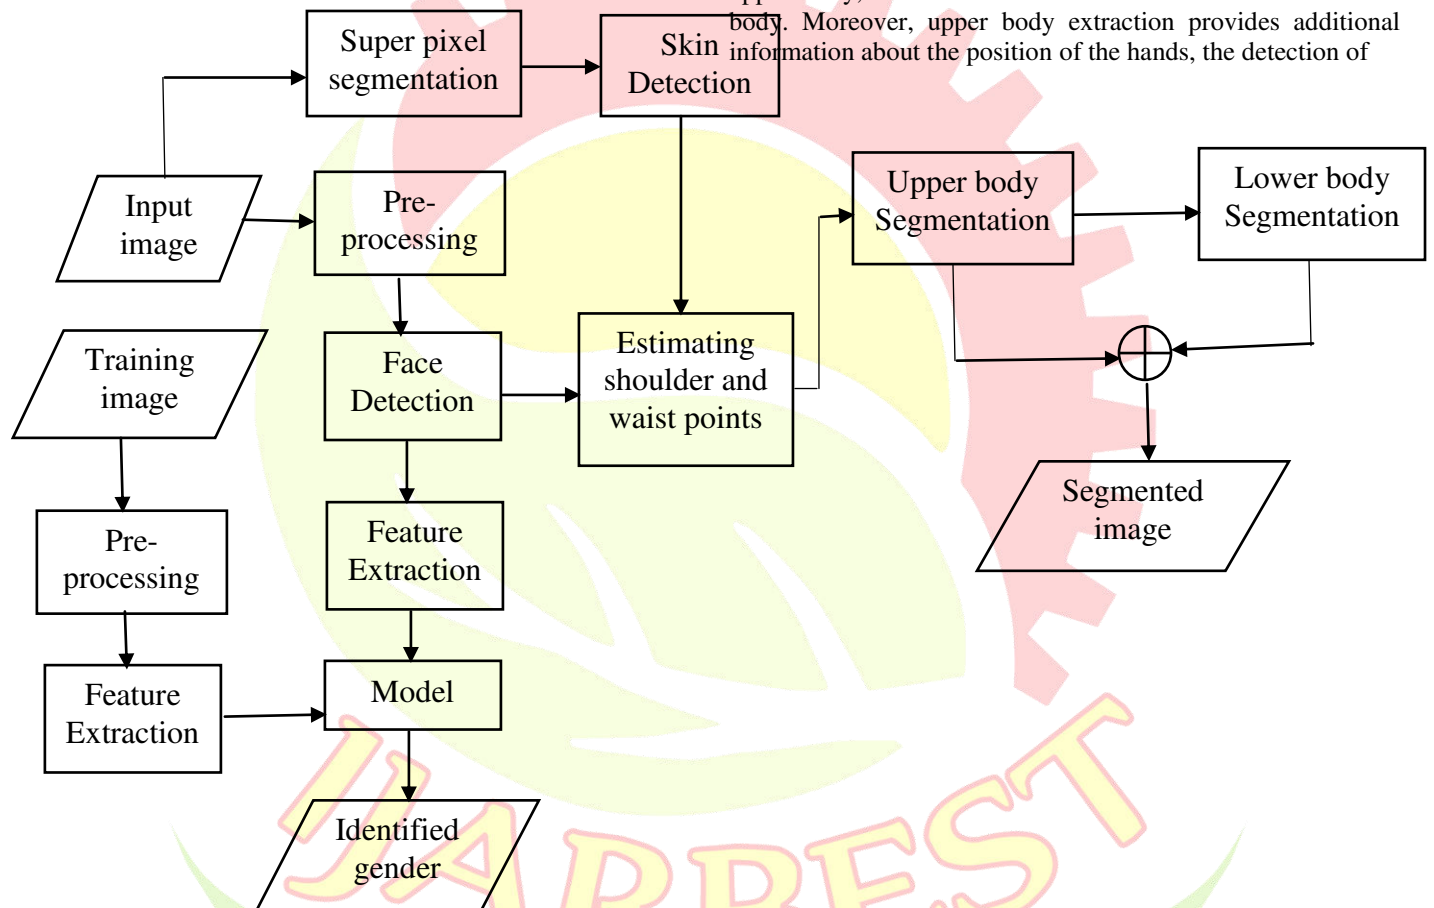 body. Moreover, upper body extraction provides additional
information about the position of the hands, the detection of
Super pixel
segmentation
Skin
Detection
Input
image
Pre-
processing
Upper body
Segmentation
Lower body
Segmentation
Training
image
Face
Detection
Estimating
shoulder and
waist points
Segmented
image
Pre-
processing
Feature
Extraction
Feature
Extraction
Model
Identified
gender
IJARBEST